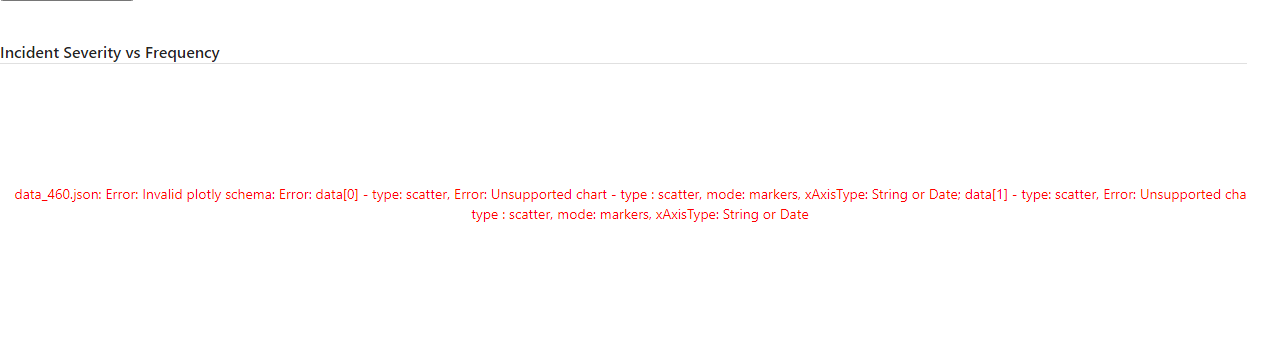 Incident Severity vs Frequency
data_460.json: Error: Invalid plotly schema: Error: data[0] - type: scatter, Error: Unsupported chart - type : scatter, mode: markers, xAxisType: String or Date; data[1] - type: scatter, Error: Unsupported cha
type : scatter, mode: markers, xAxisType: String or Date